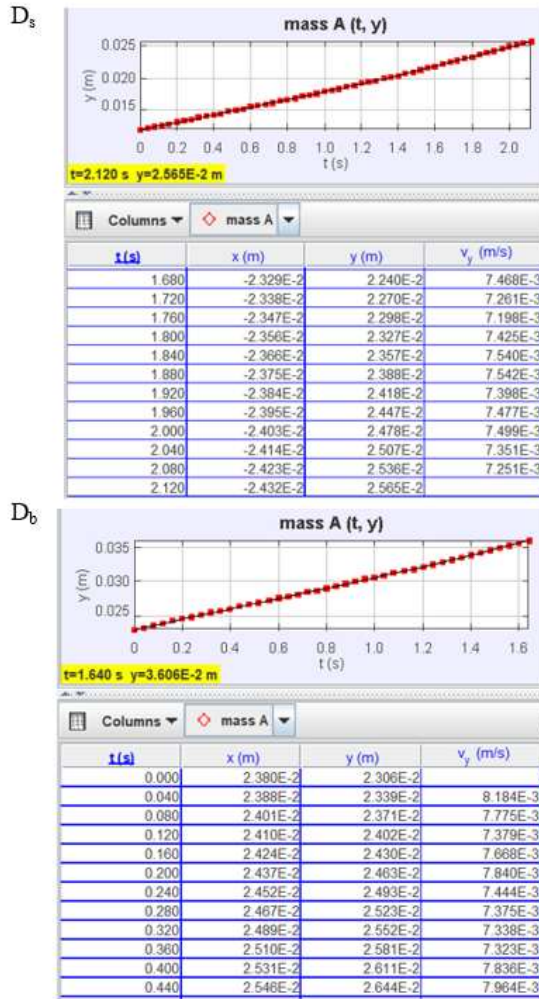 Ds
mass A (t, y)
0.025
0.020
0.015
y (m)
0 0.2 0.4 0.6 0.8 1.0 1.2 1.4 1.6 1.8 2.0
t (s)
t=2.120 s y=2.565E-2 m
Columns mass A
t (s) x (m) y (m) vy (m/s)
1.680 -2.329E-2 2.240E-2 7.468E-3
1.720 -2.338E-2 2.270E-2 7.261E-3
1.760 -2.347E-2 2.298E-2 7.198E-3
1.800 -2.356E-2 2.327E-2 7.425E-3
1.840 -2.366E-2 2.357E-2 7.540E-3
1.880 -2.375E-2 2.388E-2 7.542E-3
1.920 -2.384E-2 2.418E-2 7.398E-3
1.960 -2.395E-2 2.447E-2 7.477E-3
2.000 -2.403E-2 2.478E-2 7.499E-3
2.040 -2.414E-2 2.507E-2 7.351E-3
2.080 -2.423E-2 2.536E-2 7.251E-3
2.120 -2.432E-2 2.565E-2
Db
mass A (t, y)
0.035
0.030
0.025
y (m)
0 0.2 0.4 0.6 0.8 1.0 1.2 1.4 1.6
t (s)
t=1.640 s y=3.606E-2 m
Columns mass A
t (s) x (m) y (m) vy (m/s)
0.000 2.380E-2 2.306E-2
0.040 2.388E-2 2.339E-2 8.184E-3
0.080 2.401E-2 2.371E-2 7.775E-3
0.120 2.410E-2 2.402E-2 7.379E-3
0.160 2.424E-2 2.430E-2 7.668E-3
0.200 2.437E-2 2.463E-2 7.840E-3
0.240 2.452E-2 2.493E-2 7.444E-3
0.280 2.467E-2 2.523E-2 7.375E-3
0.320 2.489E-2 2.552E-2 7.338E-3
0.360 2.510E-2 2.581E-2 7.323E-3
0.400 2.531E-2 2.611E-2 7.836E-3
0.440 2.546E-2 2.644E-2 7.964E-3